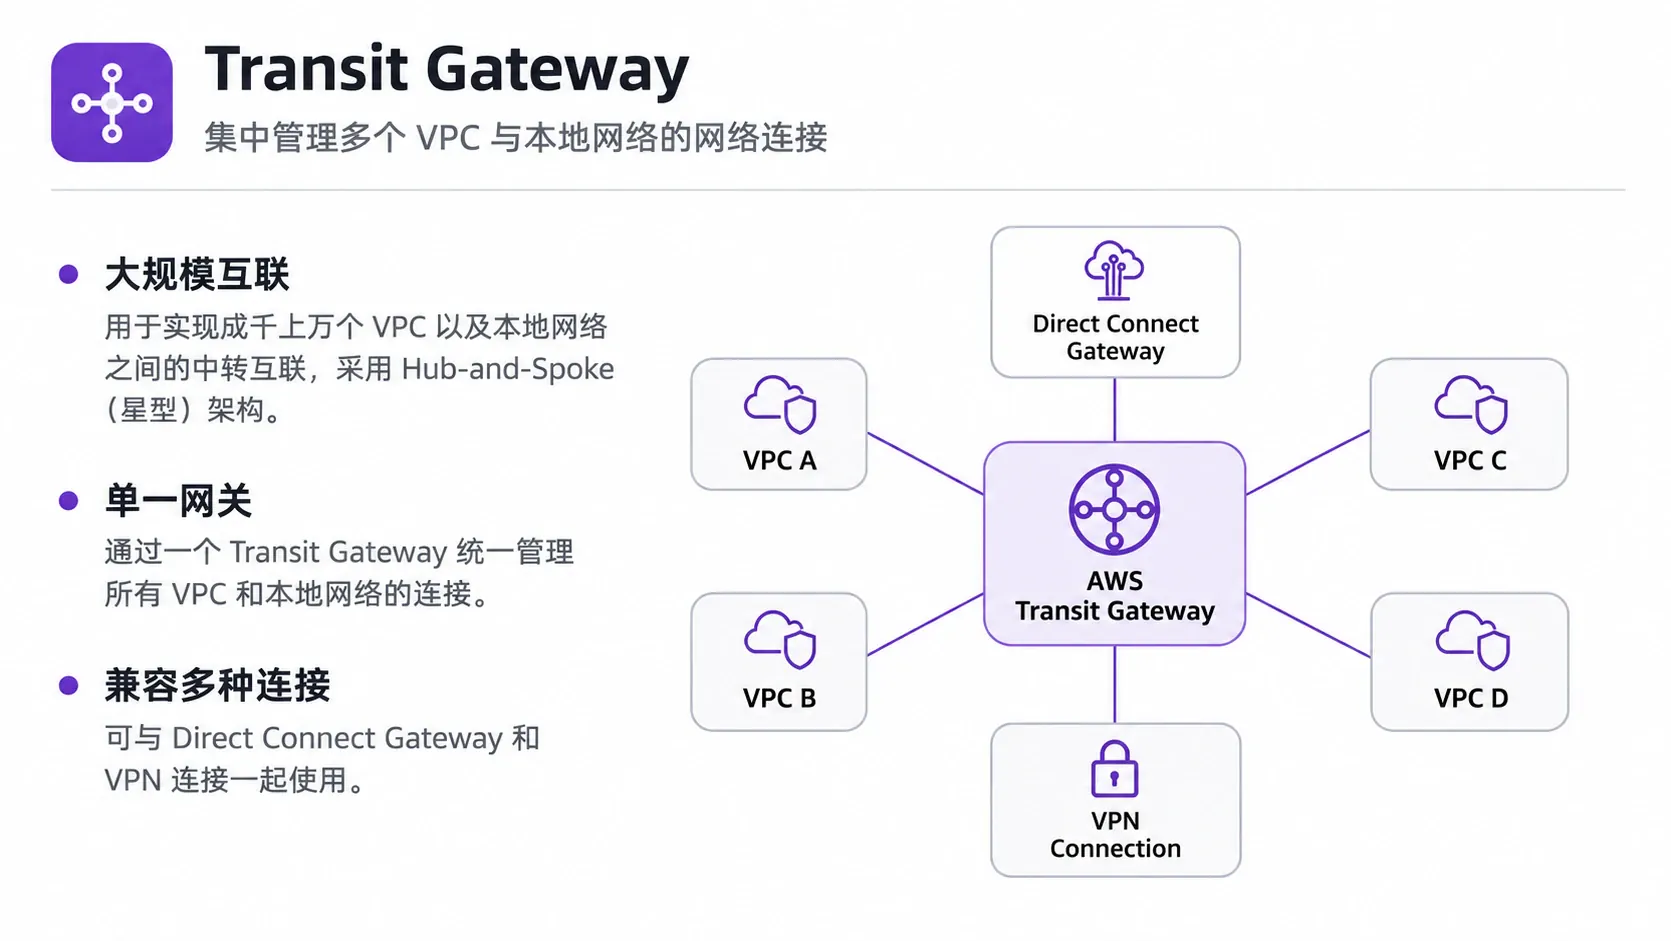 Transit Gateway
集中管理多个 VPC 与本地网络的网络连接
大规模互联
用于实现成千上万个 VPC 以及本地网络
之间的中转互联，采用 Hub-and-Spoke
（星型）架构。
单一网关
通过一个 Transit Gateway 统一管理
所有 VPC 和本地网络的连接。
兼容多种连接
可与 Direct Connect Gateway 和
VPN 连接一起使用。
Direct Connect
Gateway
VPC A
VPC C
AWS
Transit Gateway
VPC B
VPC D
VPN
Connection